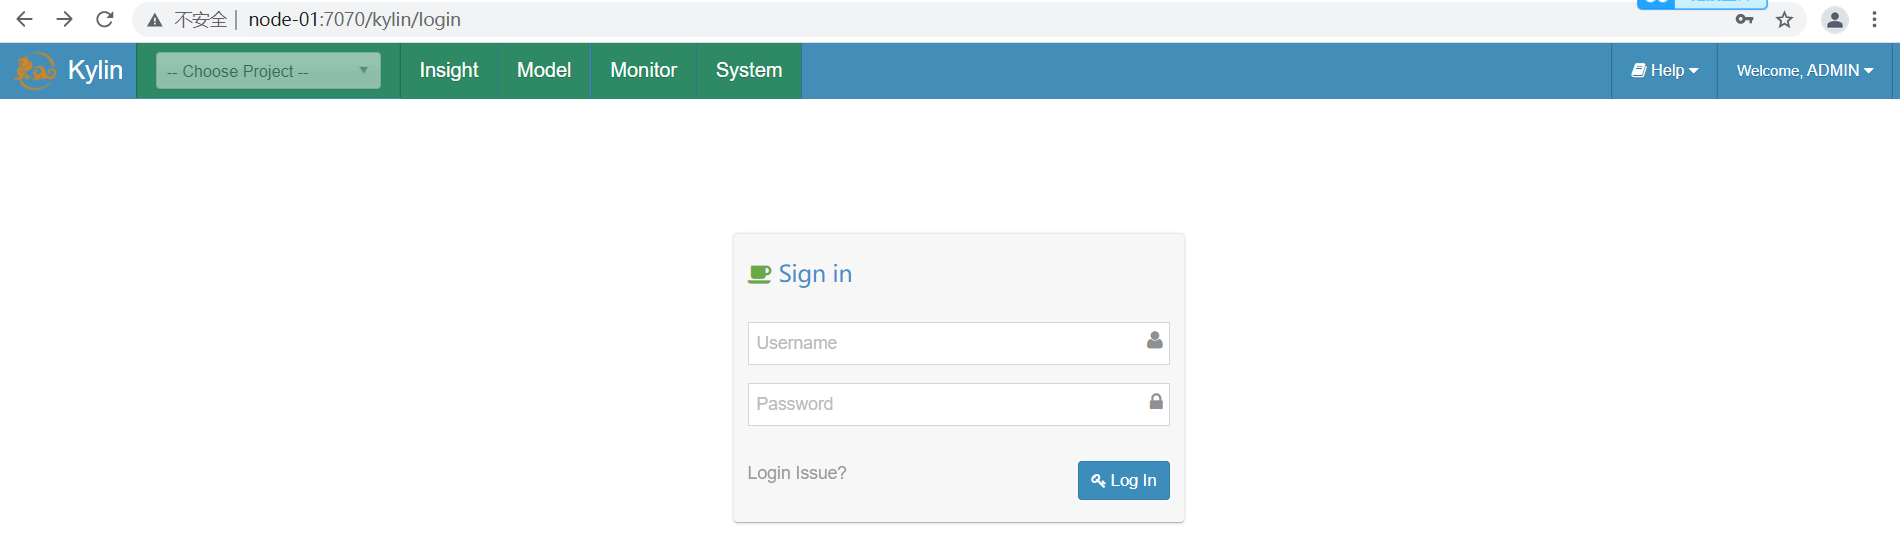 不安全 | node-01:7070/kylin/login
Kylin -- Choose Project -- Insight Model Monitor System Help Welcome, ADMIN
Sign in
Username
Password
Login Issue? Log In